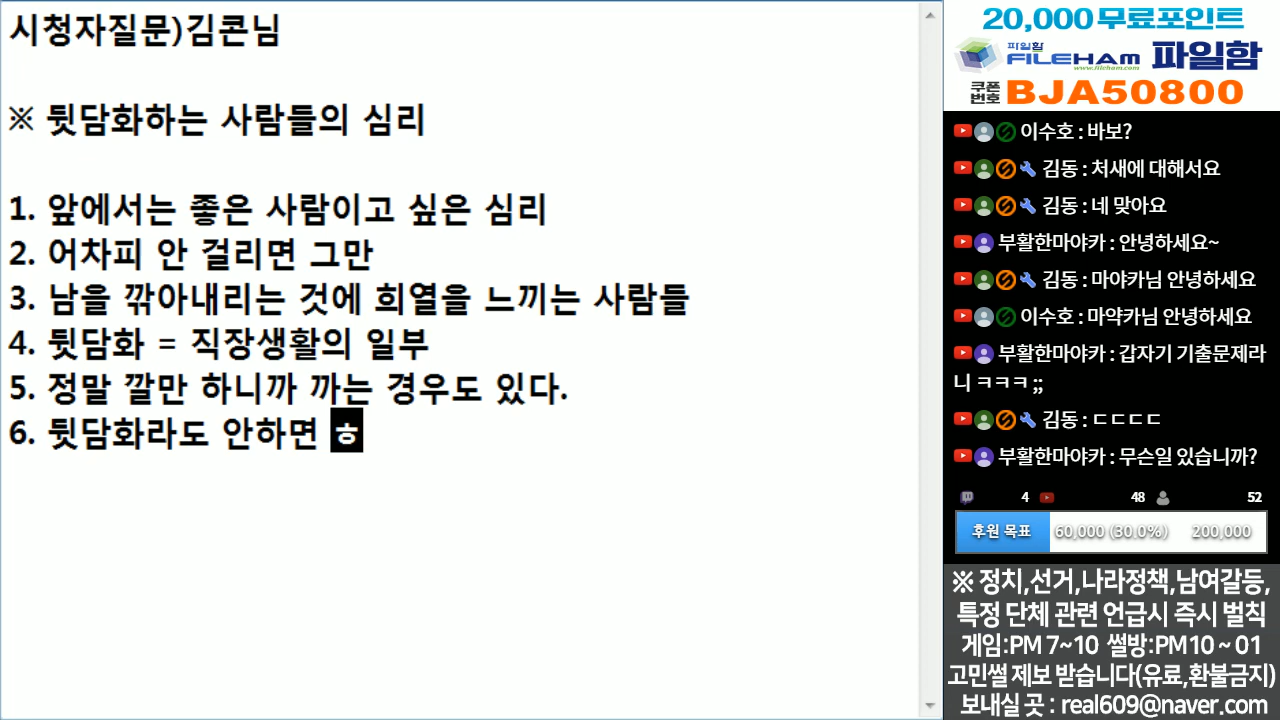 시청자질문)김콘님
※ 뒷담화하는 사람들의 심리
1. 앞에서는 좋은 사람이고 싶은 심리
2. 어차피 안 걸리면 그만
3. 남을 깎아내리는 것에 희열을 느끼는 사람들
4. 뒷담화 = 직장생활의 일부
5. 정말 깔만 하니까 까는 경우도 있다.
6. 뒷담화라도 안하면 ㅎ
20,000무료포인트
파일함
FILEHAM 파일함
www.fileham.com
쿠폰번호 BJA50800
이수호 : 바보?
김동 : 처새에 대해서요
김동 : 네 맞아요
부활한마야카 : 안녕하세요~
김동 : 마야카님 안녕하세요
이수호 : 마약카님 안녕하세요
부활한마야카 : 갑자기 기출문제라
니 ㅋㅋㅋ ;;
김동 : ㄷㄷㄷㄷ
부활한마야카 : 무슨일 있습니까?
4 48 52
후원 목표 60,000 (30.0%) 200,000
※ 정치,선거,나라정책,남여갈등,
특정 단체 관련 언급시 즉시 벌칙
게임:PM 7~10 썰방:PM10 ~ 01
고민썰 제보 받습니다(유료,환불금지)
보내실 곳 : real609@naver.com